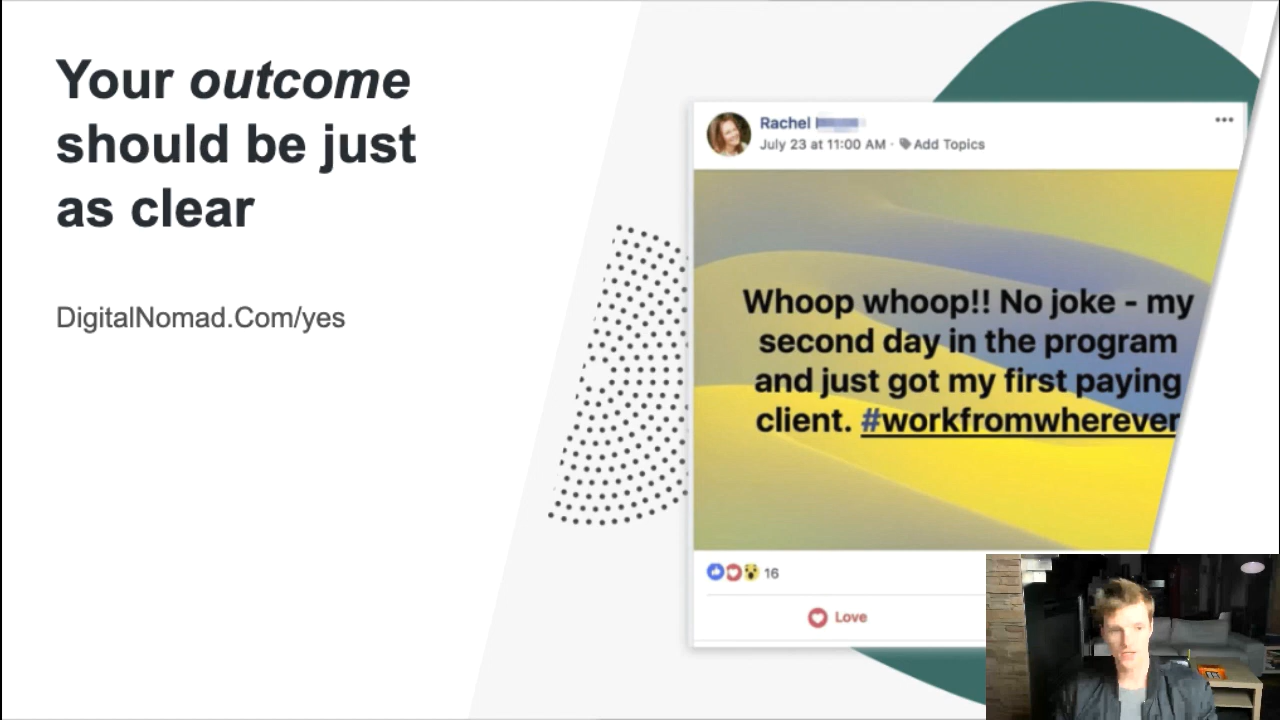 Your outcome
should be just
as clear
DigitalNomad.Com/yes
Rachel
July 23 at 11:00 AM · Add Topics
Whoop whoop!! No joke - my
second day in the program
and just got my first paying
client. #workfromwherever
16
Love